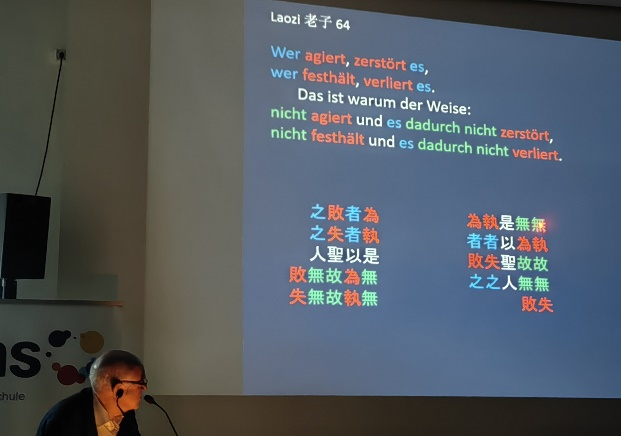 Laozi 老子 64
Wer agiert, zerstört es,
wer festhält, verliert es.
Das ist warum der Weise:
nicht agiert und es dadurch nicht zerstört,
nicht festhält und es dadurch nicht verliert.
之敗者為
之失者執
人聖以是
敗無故為無
失無故執無
為執是無無
者者以為執
敗失聖故故
之之人無無
敗失
ns
chule